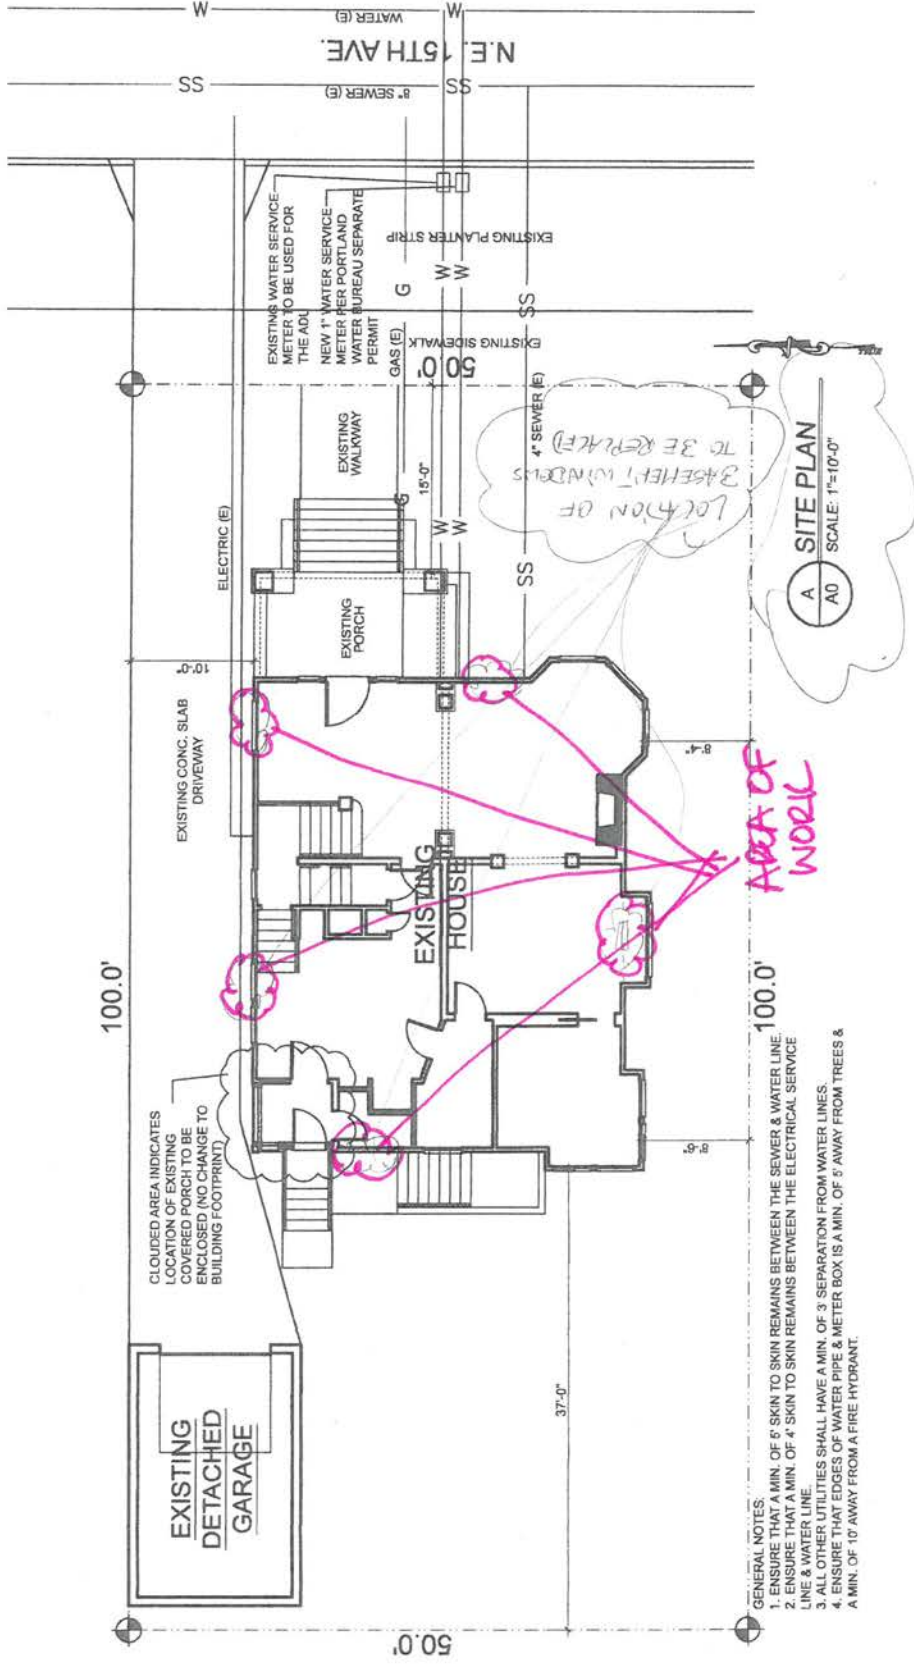 W
W
WATER (E)
N.E. 15TH AVE.
SS
SS
8" SEWER (E)
EXISTING WATER SERVICE
METER TO BE USED FOR
THE ADU
NEW 1" WATER SERVICE
METER PER PORTLAND
WATER BUREAU SEPARATE
PERMIT
EXISTING PLANTER STRIP
G
W
W
SS
EXISTING SIDEWALK
GAS (E)
50.0'
ELECTRIC (E)
EXISTING
WALKWAY
15'-0"
G
W
W
SS
4" SEWER (E)
LOCATION OF
BASEMENT WINDOWS
TO BE REPLACED
A
A0
SITE PLAN
SCALE: 1"=10'-0"
EXISTING
PORCH
10'-0"
EXISTING CONC. SLAB
DRIVEWAY
8'-4"
AREA OF
WORK
EXISTING
HOUSE
100.0'
100.0'
CLOUDED AREA INDICATES
LOCATION OF EXISTING
COVERED PORCH TO BE
ENCLOSED (NO CHANGE TO
BUILDING FOOTPRINT)
8'-6"
37'-0"
EXISTING
DETACHED
GARAGE
50.0'
GENERAL NOTES:
1. ENSURE THAT A MIN. OF 5' SKIN TO SKIN REMAINS BETWEEN THE SEWER & WATER LINE.
2. ENSURE THAT A MIN. OF 4' SKIN TO SKIN REMAINS BETWEEN THE ELECTRICAL SERVICE
LINE & WATER LINE.
3. ALL OTHER UTILITIES SHALL HAVE A MIN. OF 3' SEPARATION FROM WATER LINES.
4. ENSURE THAT EDGES OF WATER PIPE & METER BOX IS A MIN. OF 5' AWAY FROM TREES &
A MIN. OF 10' AWAY FROM A FIRE HYDRANT.